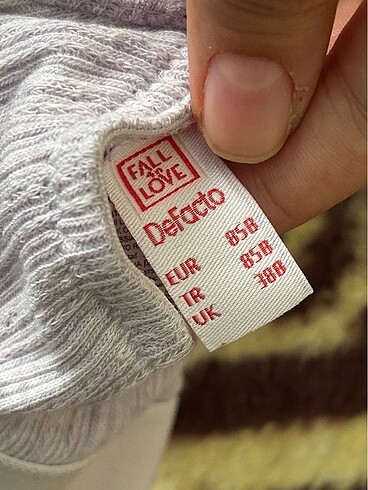 FALL
in
LOVE
DeFacto
EUR 85B
TR 85B
UK 38B